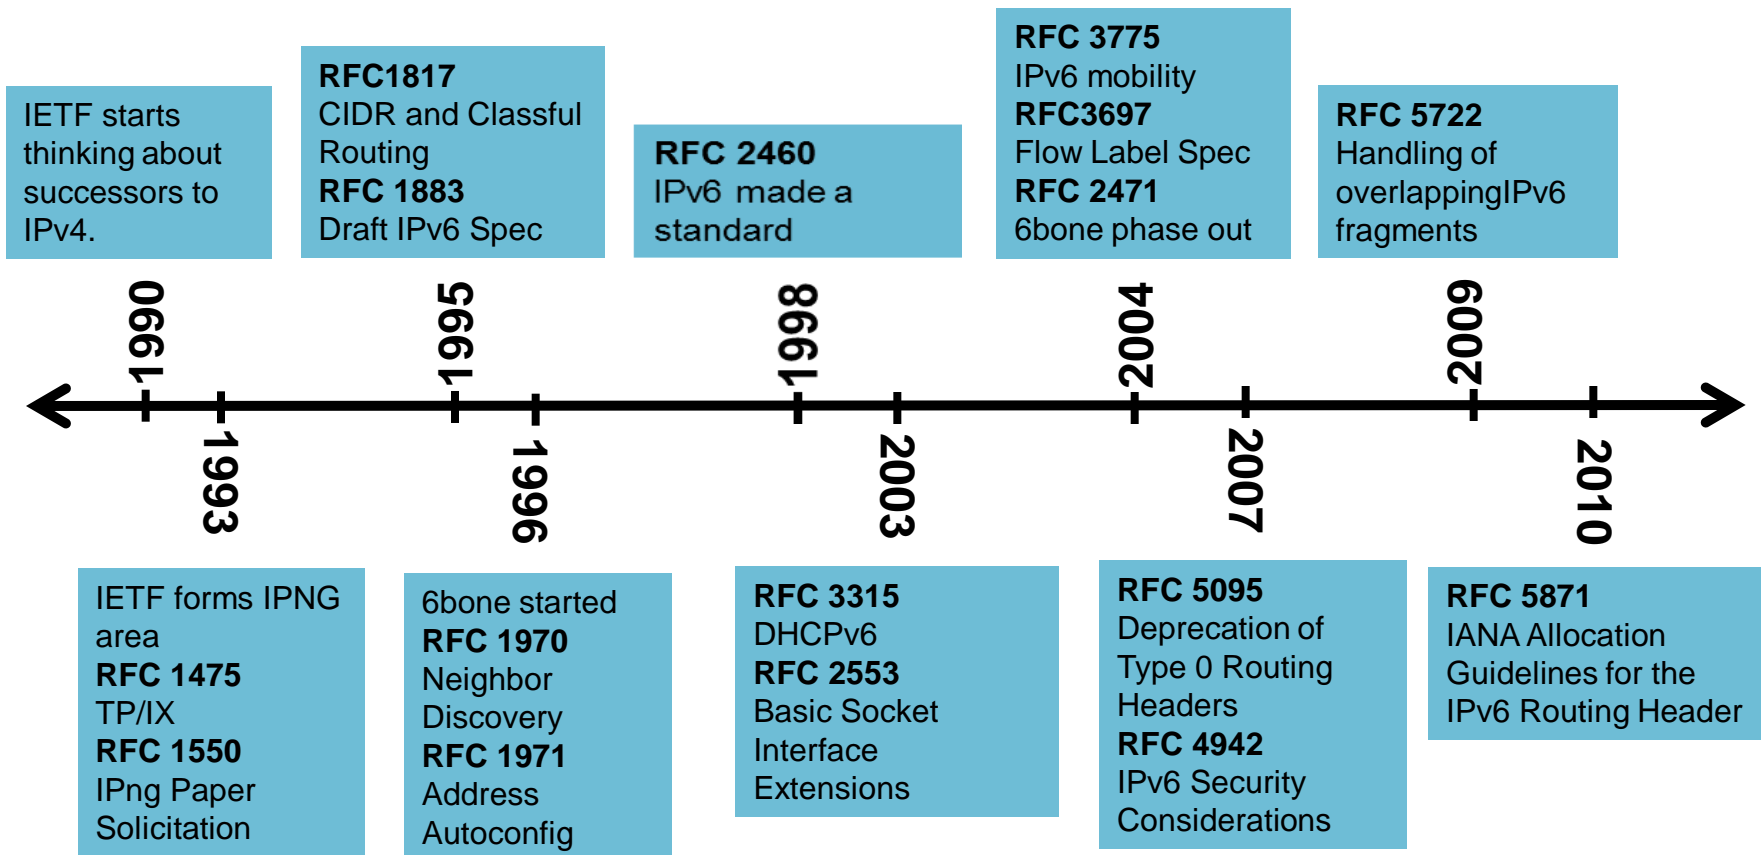 IETF starts
thinking about
successors to
IPv4.
RFC1817
CIDR and Classful
Routing
RFC 1883
Draft IPv6 Spec
RFC 2460
IPv6 made a
standard
RFC 3775
IPv6 mobility
RFC3697
Flow Label Spec
RFC 2471
6bone phase out
RFC 5722
Handling of
overlappingIPv6
fragments
1990
1995
1998
2004
2009
1993
1996
2003
2007
2010
IETF forms IPNG
area
RFC 1475
TP/IX
RFC 1550
IPng Paper
Solicitation
6bone started
RFC 1970
Neighbor
Discovery
RFC 1971
Address
Autoconfig
RFC 3315
DHCPv6
RFC 2553
Basic Socket
Interface
Extensions
RFC 5095
Deprecation of
Type 0 Routing
Headers
RFC 4942
IPv6 Security
Considerations
RFC 5871
IANA Allocation
Guidelines for the
IPv6 Routing Header